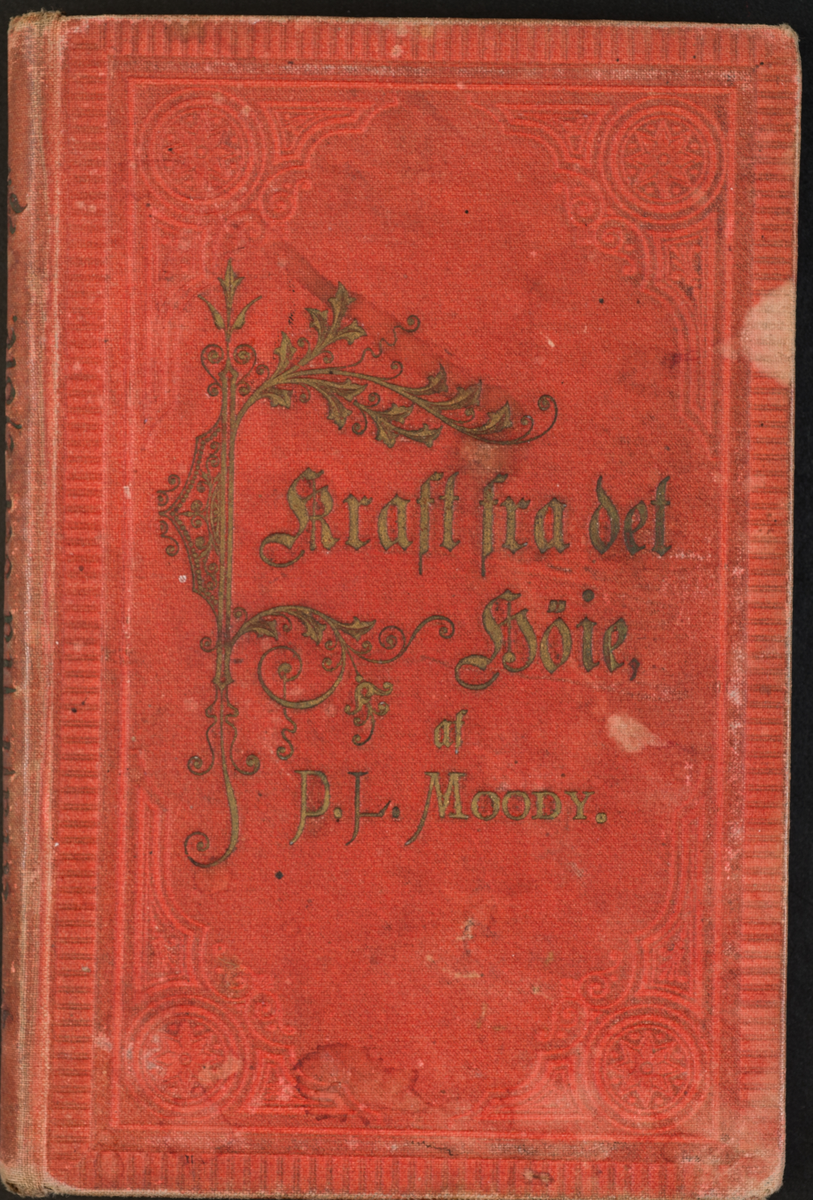 Kraft fra det
Höie,
af
D. L. MOODY.